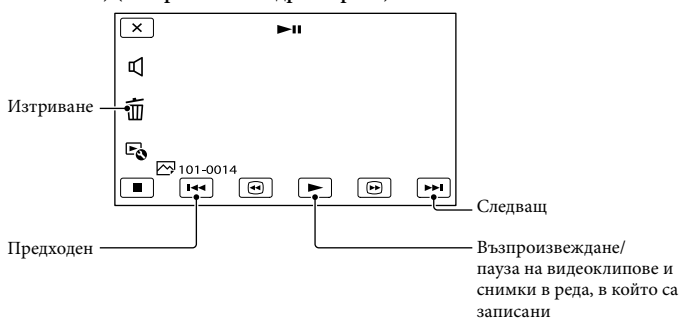 101-0014
Изтриване
Следващ
Предходен
Възпроизвеждане/
пауза на видеоклипове и
снимки в реда, в който са
записани